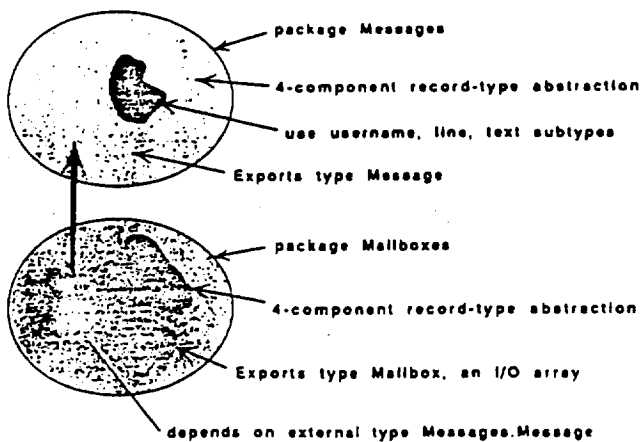 package Messages
4-component record-type abstraction
use username, line, text subtypes
Exports type Message
package Mailboxes
4-component record-type abstraction
Exports type Mailbox, an I/O array
depends on external type Messages.Message